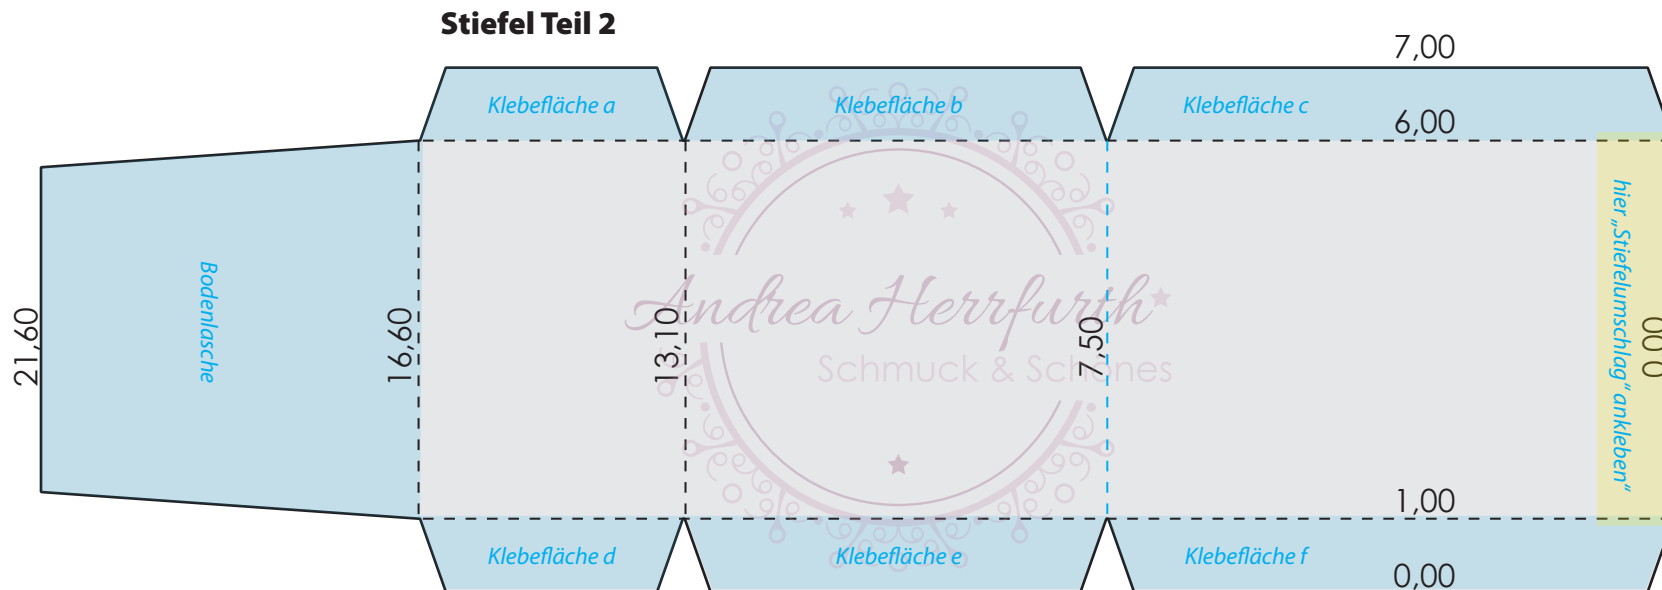 Stiefel Teil 2
7,00
Klebefläche a
Klebefläche b
Klebefläche c
6,00
21,60
Bodenlasche
16,60
13,10
7,50
hier „Stiefelumschlag“ ankleben“
0,00
Andrea Herrfurth
Schmuck & Schönes
1,00
Klebefläche d
Klebefläche e
Klebefläche f
0,00